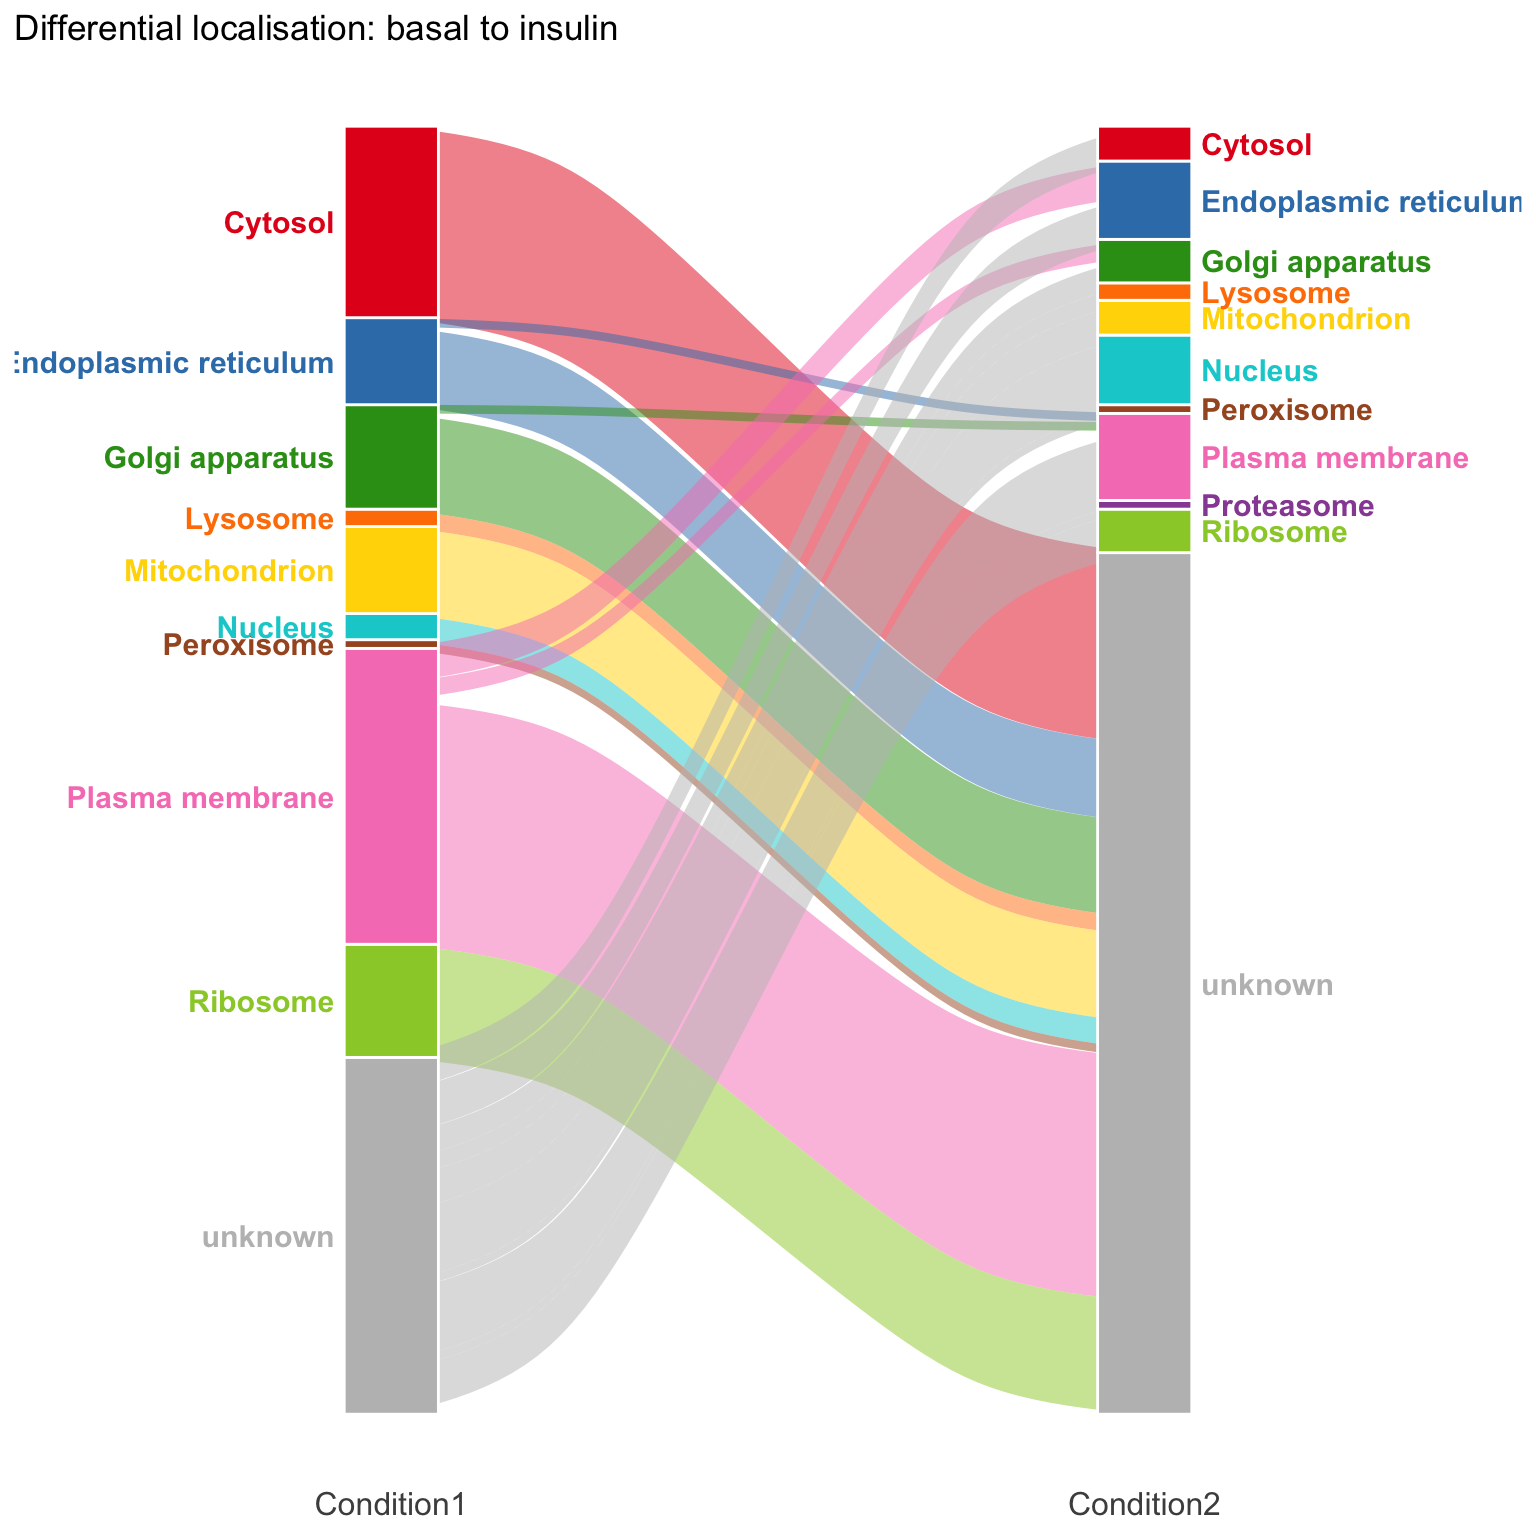 Differential localisation: basal to insulin
Cytosol
Endoplasmic reticulum
Golgi apparatus
Lysosome
Mitochondrion
Nucleus
Peroxisome
Plasma membrane
Ribosome
unknown
Cytosol
Endoplasmic reticulum
Golgi apparatus
Lysosome
Mitochondrion
Nucleus
Peroxisome
Plasma membrane
Proteasome
Ribosome
unknown
Condition1
Condition2